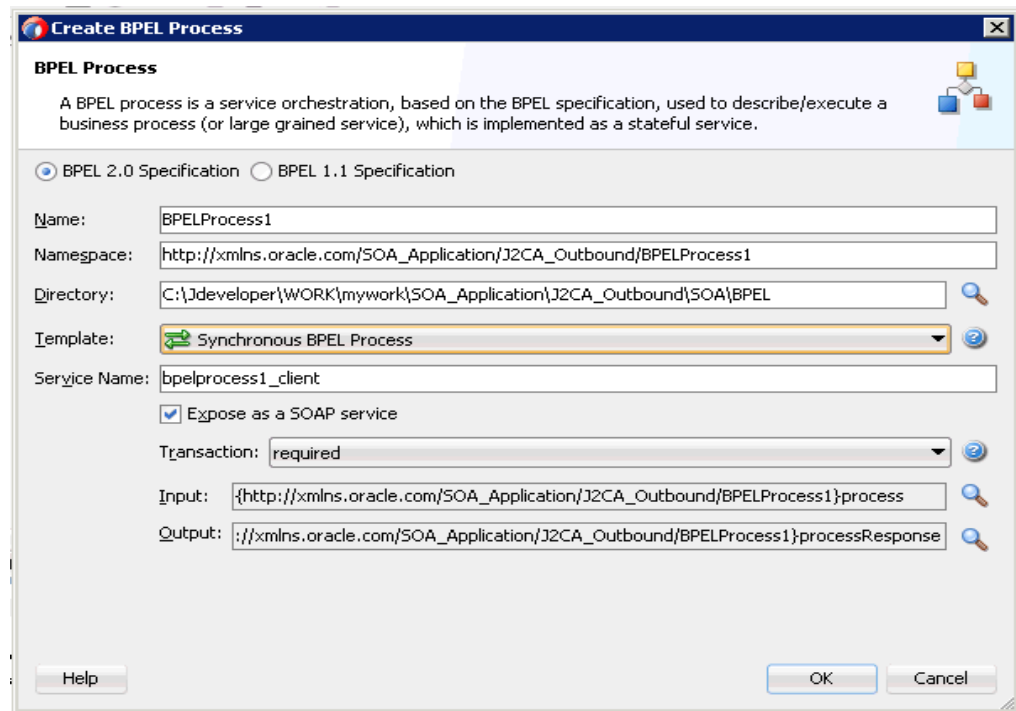 Create BPEL Process
BPEL Process
A BPEL process is a service orchestration, based on the BPEL specification, used to describe/execute a
business process (or large grained service), which is implemented as a stateful service.
BPEL 2.0 Specification BPEL 1.1 Specification
Name: BPELProcess1
Namespace: http://xmlns.oracle.com/SOA_Application/J2CA_Outbound/BPELProcess1
Directory: C:\Jdeveloper\WORK\mywork\SOA_Application\J2CA_Outbound\SOA\BPEL
Template: Synchronous BPEL Process
Service Name: bpelprocess1_client
Expose as a SOAP service
Transaction: required
Input: {http://xmlns.oracle.com/SOA_Application/J2CA_Outbound/BPELProcess1}process
Output: ://xmlns.oracle.com/SOA_Application/J2CA_Outbound/BPELProcess1}processResponse
Help OK Cancel